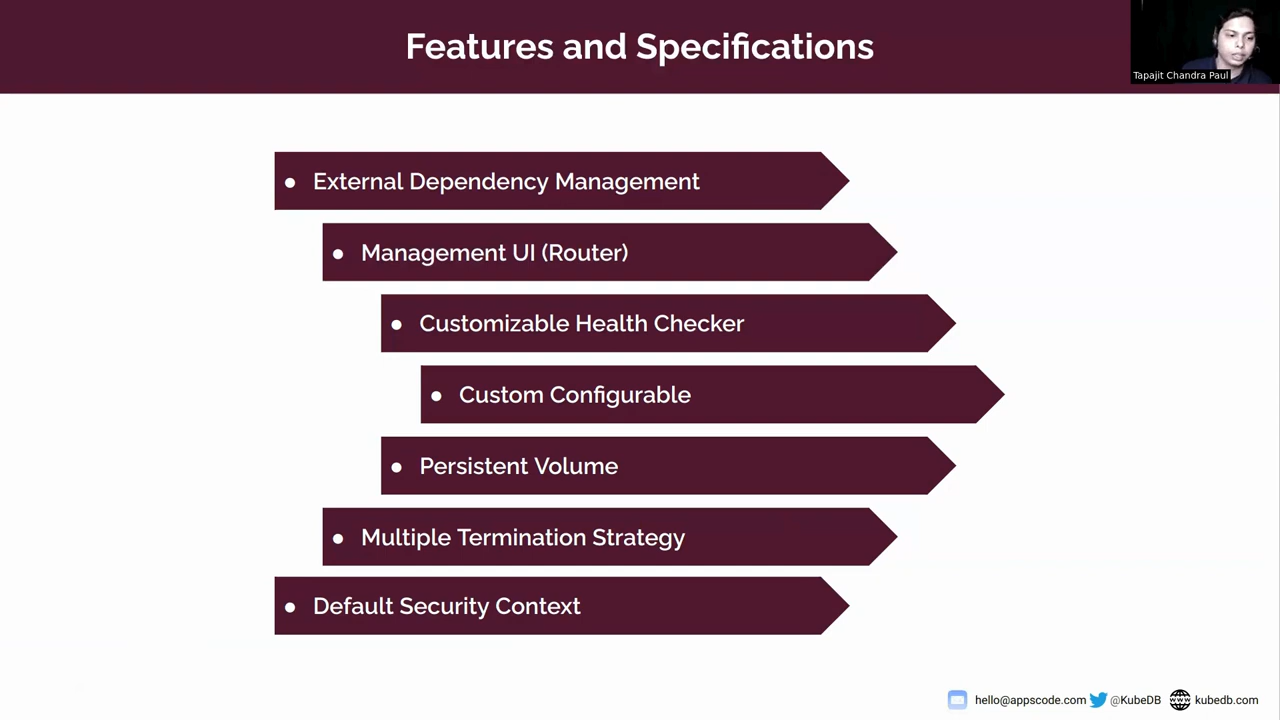 Features and Specifications
Tapajit Chandra Paul
● External Dependency Management
● Management UI (Router)
● Customizable Health Checker
● Custom Configurable
● Persistent Volume
● Multiple Termination Strategy
● Default Security Context
hello@appscode.com @KubeDB www kubedb.com